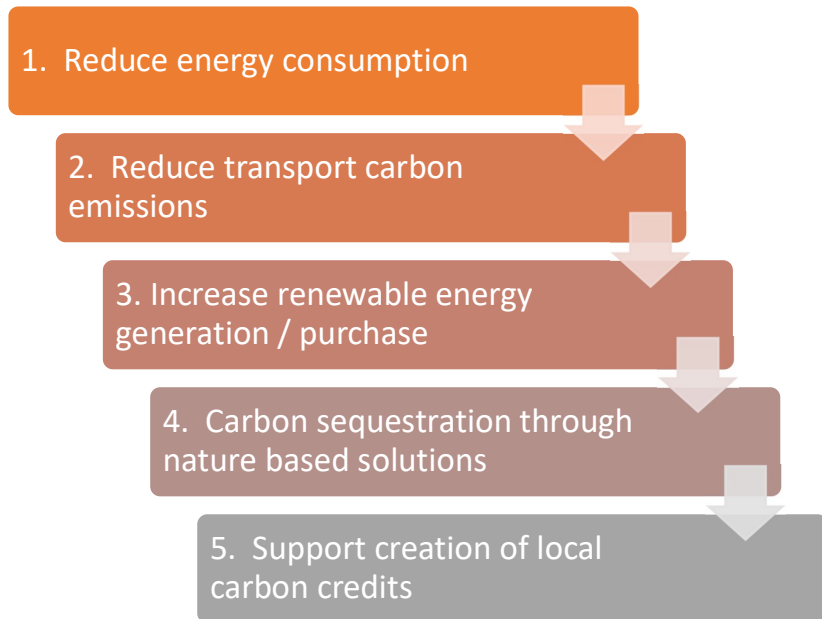 1. Reduce energy consumption
2. Reduce transport carbon
emissions
3. Increase renewable energy
generation / purchase
4. Carbon sequestration through
nature based solutions
5. Support creation of local
carbon credits